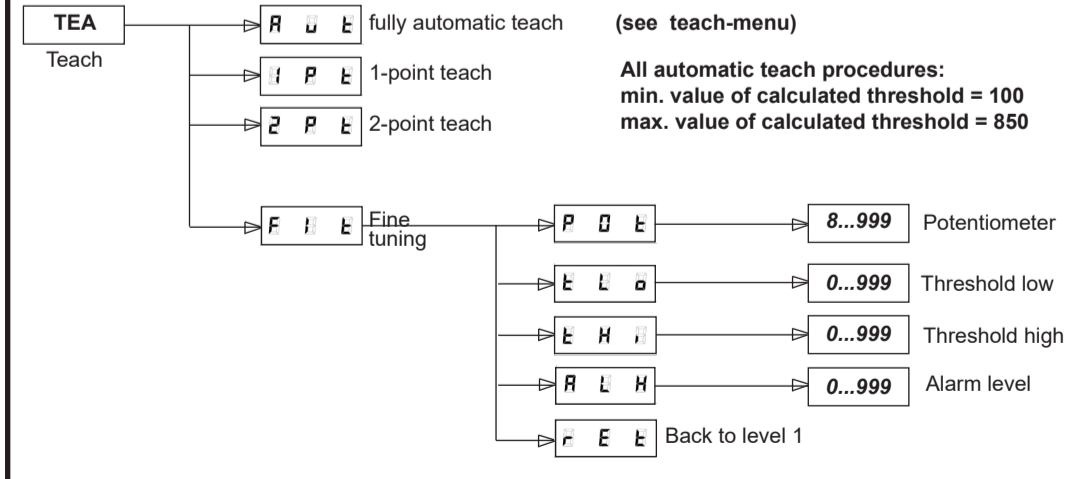 TEA
Teach
A u t fully automatic teach
(see teach-menu)
1 P t 1-point teach
2 P t 2-point teach
All automatic teach procedures:
min. value of calculated threshold = 100
max. value of calculated threshold = 850
F I t Fine
tuning
P O t 8...999 Potentiometer
t L o 0...999 Threshold low
t H i 0...999 Threshold high
A L H 0...999 Alarm level
r E t Back to level 1